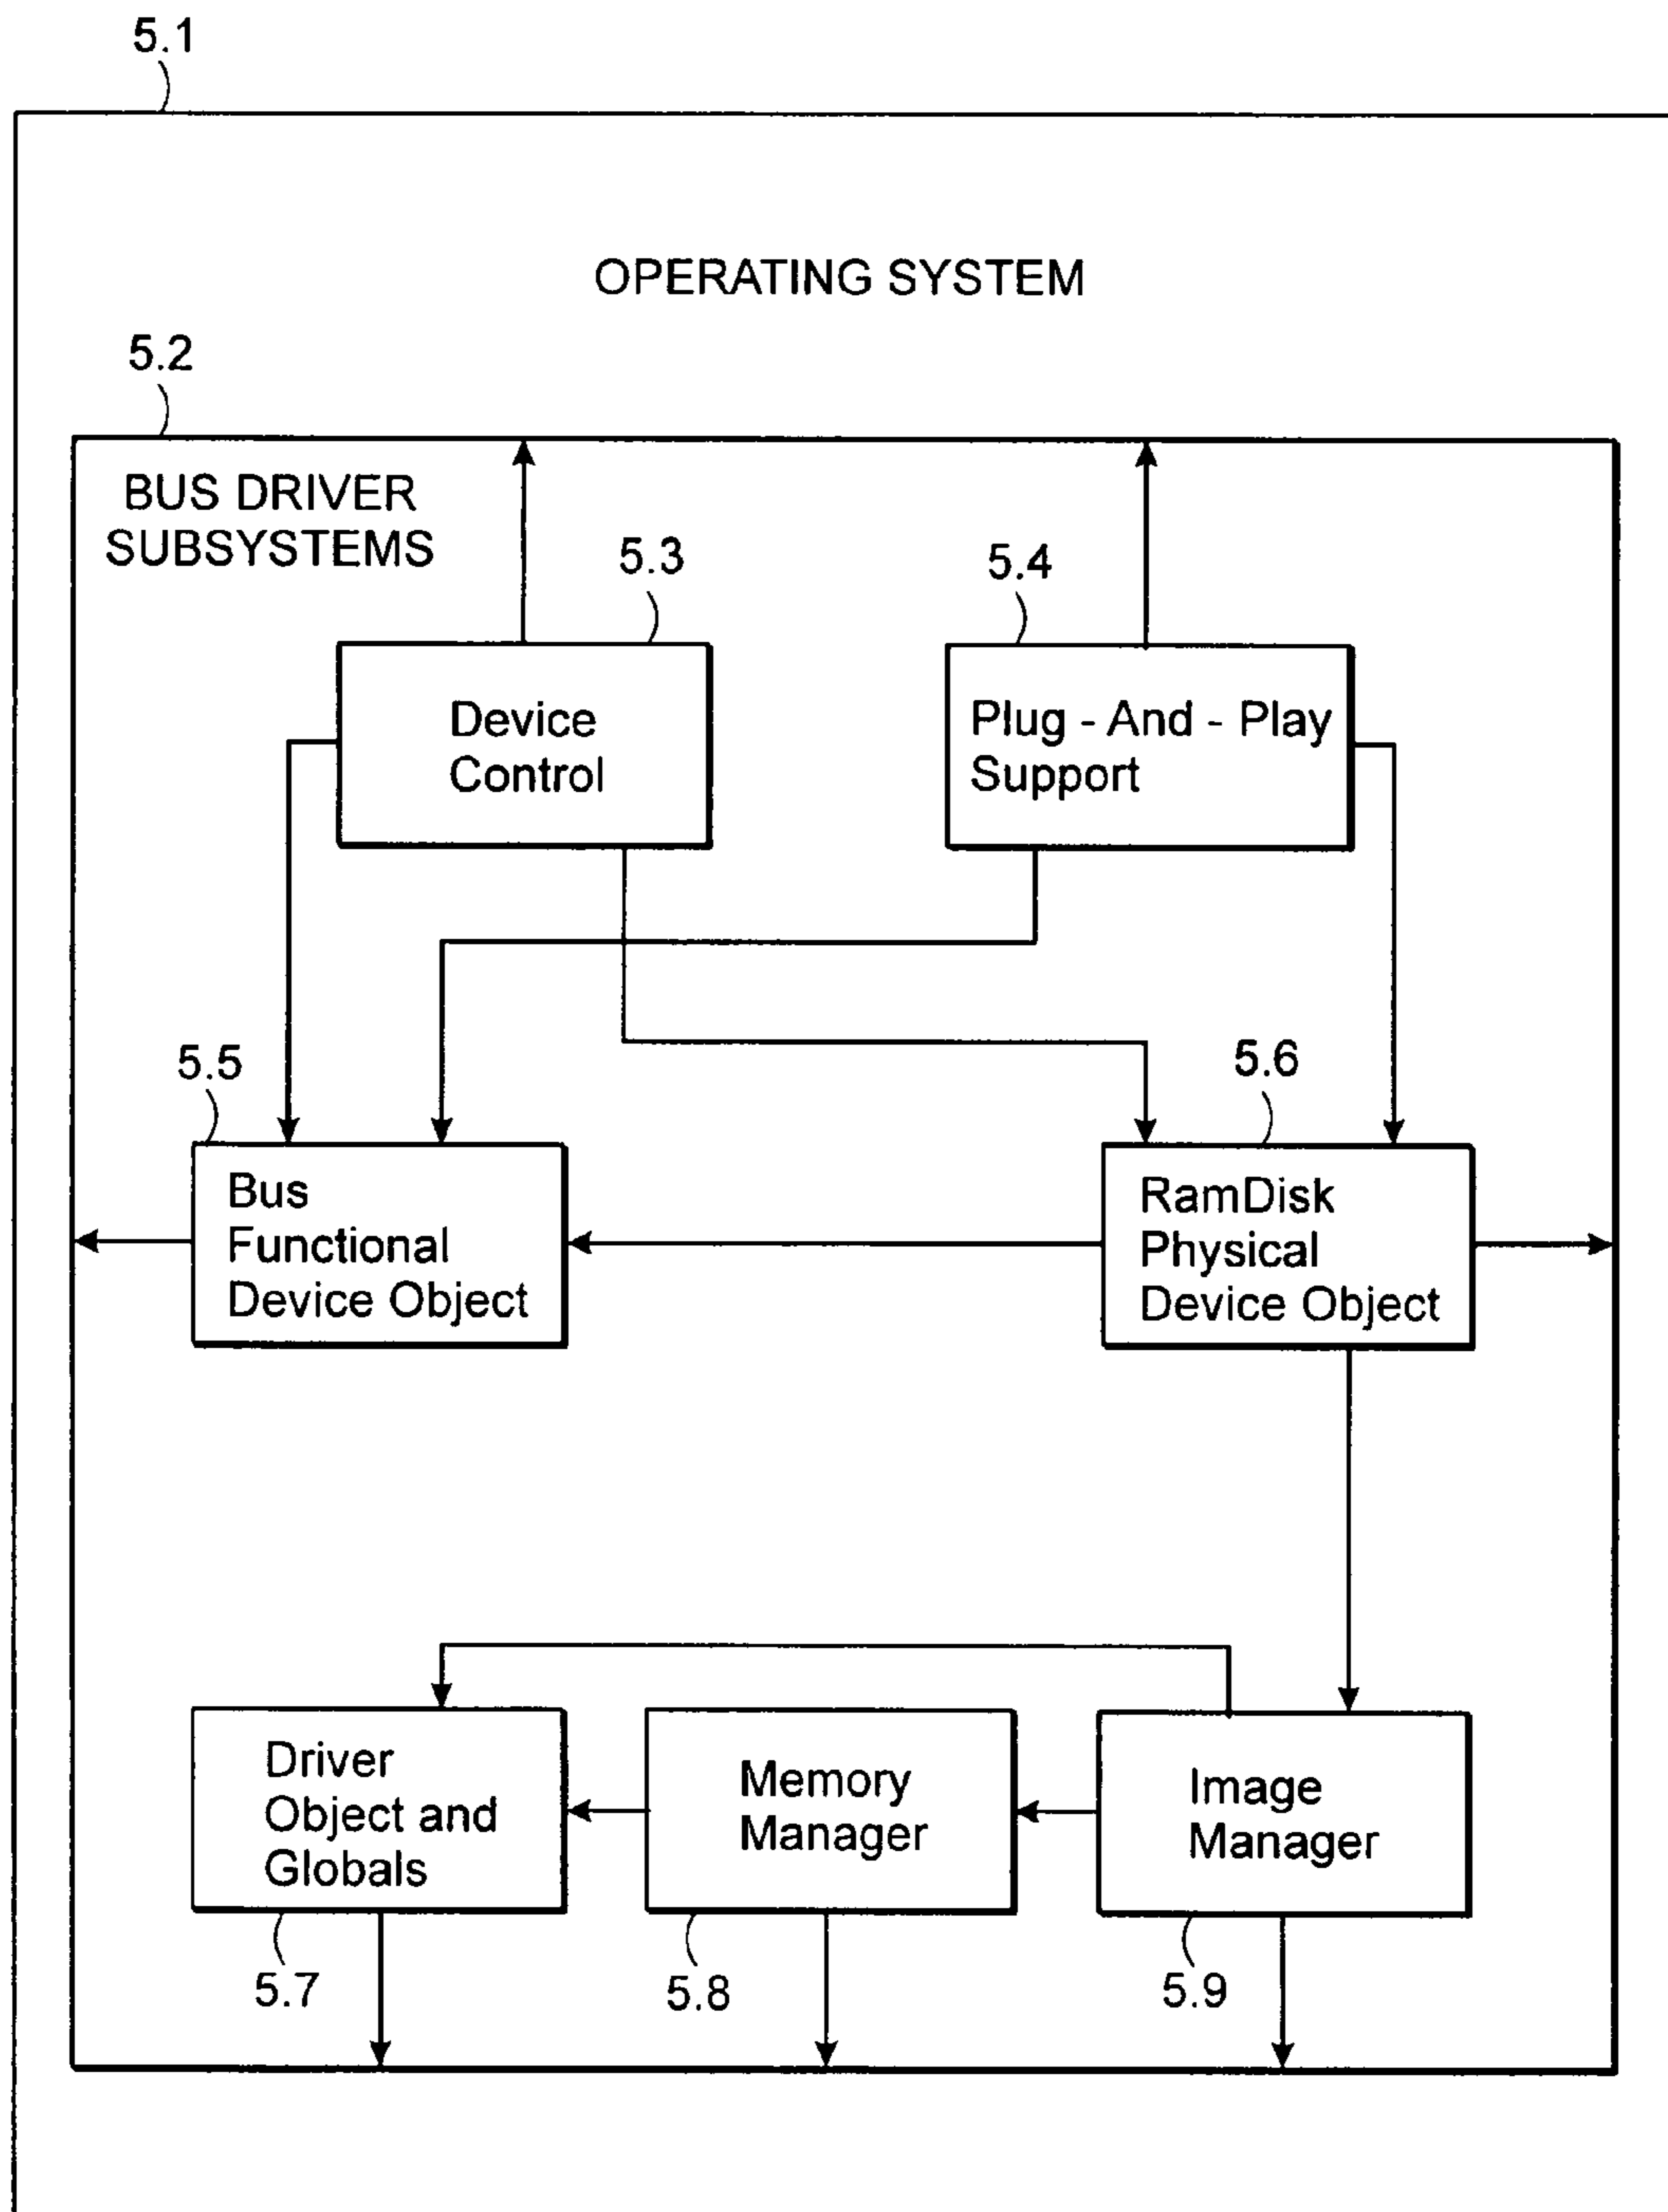 5.1
OPERATING SYSTEM
5.2
BUS DRIVER
SUBSYSTEMS
5.3
5.4
Device
Control
Plug - And - Play
Support
5.5
5.6
Bus
Functional
Device Object
RamDisk
Physical
Device Object
Driver
Object and
Globals
Memory
Manager
Image
Manager
5.7
5.8
5.9